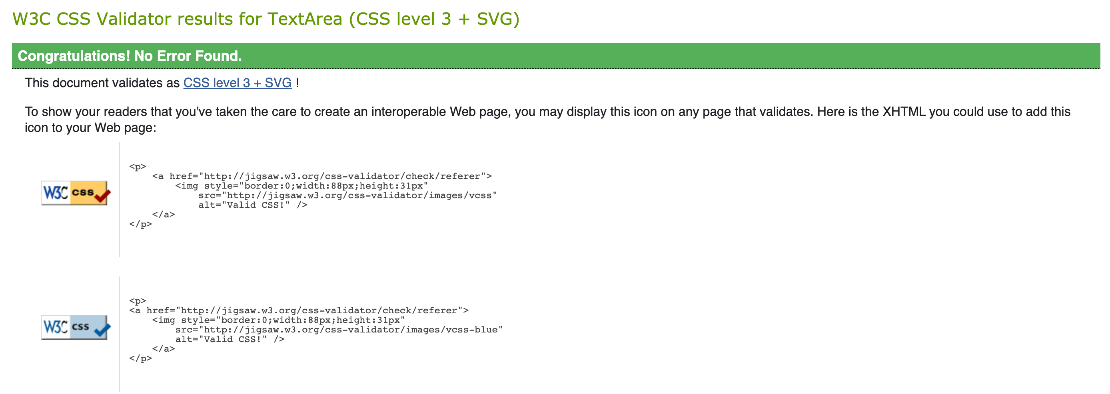 W3C CSS Validator results for TextArea (CSS level 3 + SVG)
Congratulations! No Error Found.
This document validates as CSS level 3 + SVG !
To show your readers that you've taken the care to create an interoperable Web page, you may display this icon on any page that validates. Here is the XHTML you could use to add this
icon to your Web page:
W3C css
<p>
    <a href="http://jigsaw.w3.org/css-validator/check/referer">
        <img style="border:0;width:88px;height:31px"
            src="http://jigsaw.w3.org/css-validator/images/vcss"
            alt="Valid CSS!" />
    </a>
</p>
W3C css
<p>
<a href="http://jigsaw.w3.org/css-validator/check/referer">
    <img style="border:0;width:88px;height:31px"
        src="http://jigsaw.w3.org/css-validator/images/vcss-blue"
        alt="Valid CSS!" />
    </a>
</p>